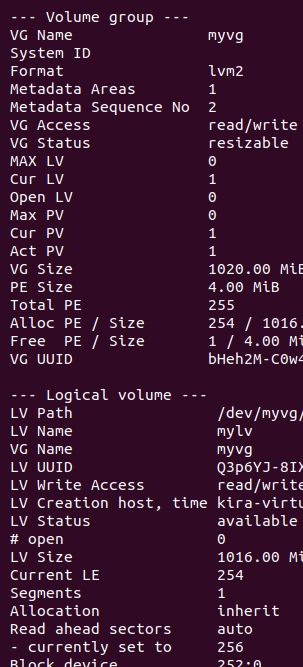 --- Volume group ---
VG Name myvg
System ID
Format lvm2
Metadata Areas 1
Metadata Sequence No 2
VG Access read/write
VG Status resizable
MAX LV 0
Cur LV 1
Open LV 0
Max PV 0
Cur PV 1
Act PV 1
VG Size 1020.00 MiB
PE Size 4.00 MiB
Total PE 255
Alloc PE / Size 254 / 1016.
Free PE / Size 1 / 4.00 Mi
VG UUID bHeh2M-C0w4
--- Logical volume ---
LV Path /dev/myvg/
LV Name mylv
VG Name myvg
LV UUID Q3p6YJ-8IX
LV Write Access read/write
LV Creation host, time kira-virtu
LV Status available
# open 0
LV Size 1016.00 Mi
Current LE 254
Segments 1
Allocation inherit
Read ahead sectors auto
- currently set to 256
Block device 252:0